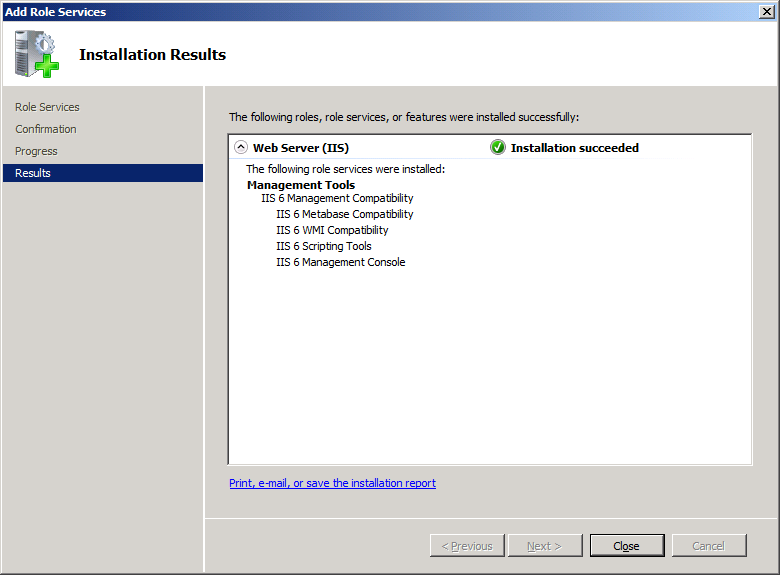 Add Role Services
Installation Results
Role Services
Confirmation
Progress
Results
The following roles, role services, or features were installed successfully:
Web Server (IIS) Installation succeeded
The following role services were installed:
Management Tools
IIS 6 Management Compatibility
IIS 6 Metabase Compatibility
IIS 6 WMI Compatibility
IIS 6 Scripting Tools
IIS 6 Management Console
Print, e-mail, or save the installation report
< Previous Next > Close Cancel